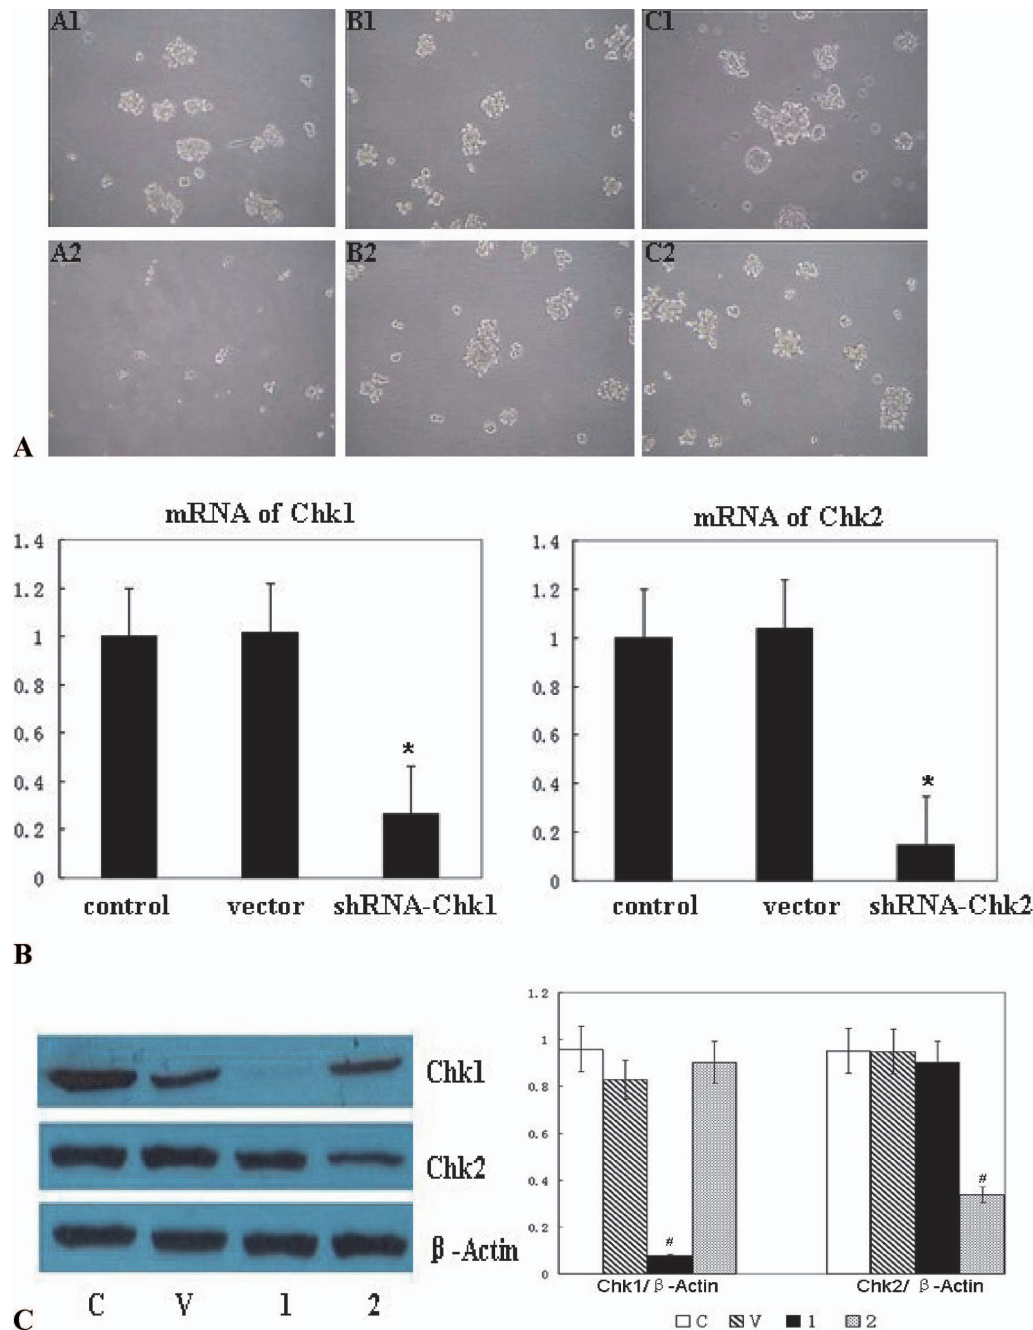 A1 B1 C1
A2 B2 C2
A
mRNA of Chk1
1.4
1.2
1
0.8
0.6
0.4
0.2
0
*
control vector shRNA-Chk1
mRNA of Chk2
1.4
1.2
1
0.8
0.6
0.4
0.2
0
*
control vector shRNA-Chk2
B
Chk1
Chk2
β-Actin
C V 1 2
C
1.2
1
0.8
0.6
0.4
0.2
0
# #
Chk1/β-Actin Chk2/β-Actin
C V 1 2